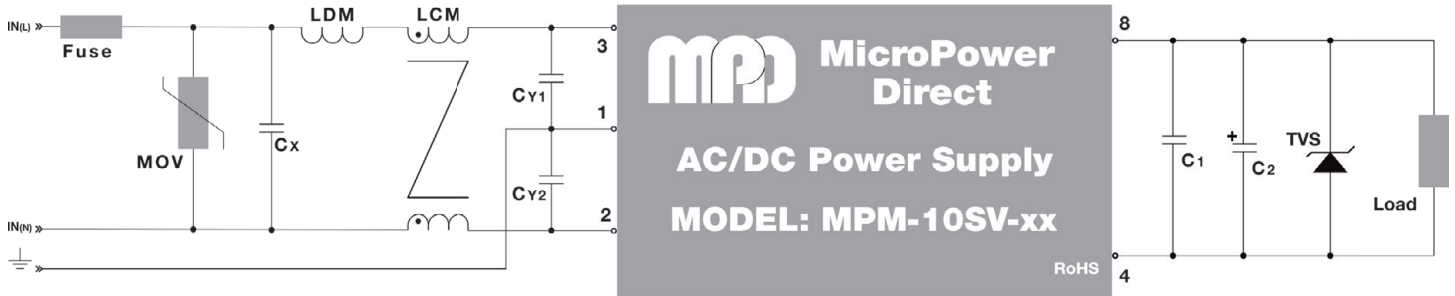 IN(L)
Fuse
MOV
CX
LDM
LCM
CY1
CY2
3
1
2
IN(N)
MPD
MicroPower
Direct
AC/DC Power Supply
MODEL: MPM-10SV-xx
RoHS
8
4
C1
+
C2
TVS
Load